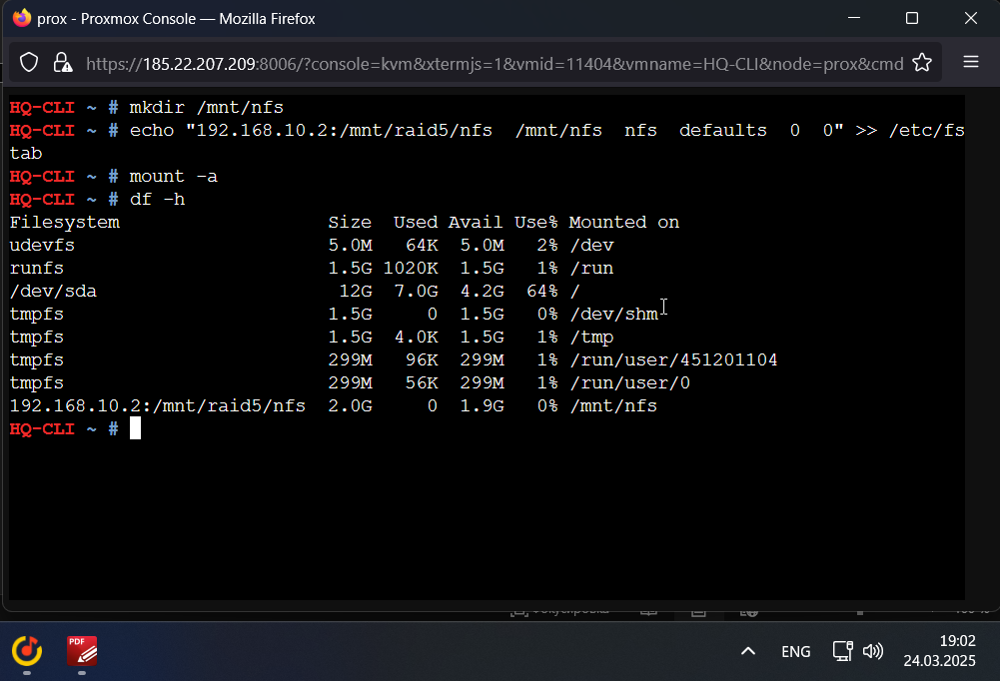 prox - Proxmox Console — Mozilla Firefox
https://185.22.207.209:8006/?console=kvm&xtermjs=1&vmid=11404&vmname=HQ-CLI&node=prox&cmd
HQ-CLI ~ # mkdir /mnt/nfs
HQ-CLI ~ # echo "192.168.10.2:/mnt/raid5/nfs  /mnt/nfs  nfs  defaults  0  0" >> /etc/fs
tab
HQ-CLI ~ # mount -a
HQ-CLI ~ # df -h
Filesystem                   Size  Used Avail Use% Mounted on
udevfs                       5.0M   64K  5.0M   2% /dev
runfs                        1.5G 1020K  1.5G   1% /run
/dev/sda                      12G  7.0G  4.2G  64% /
tmpfs                        1.5G     0  1.5G   0% /dev/shm
tmpfs                        1.5G  4.0K  1.5G   1% /tmp
tmpfs                        299M   96K  299M   1% /run/user/451201104
tmpfs                        299M   56K  299M   1% /run/user/0
192.168.10.2:/mnt/raid5/nfs  2.0G     0  1.9G   0% /mnt/nfs
HQ-CLI ~ #
PDF
ENG
19:02
24.03.2025